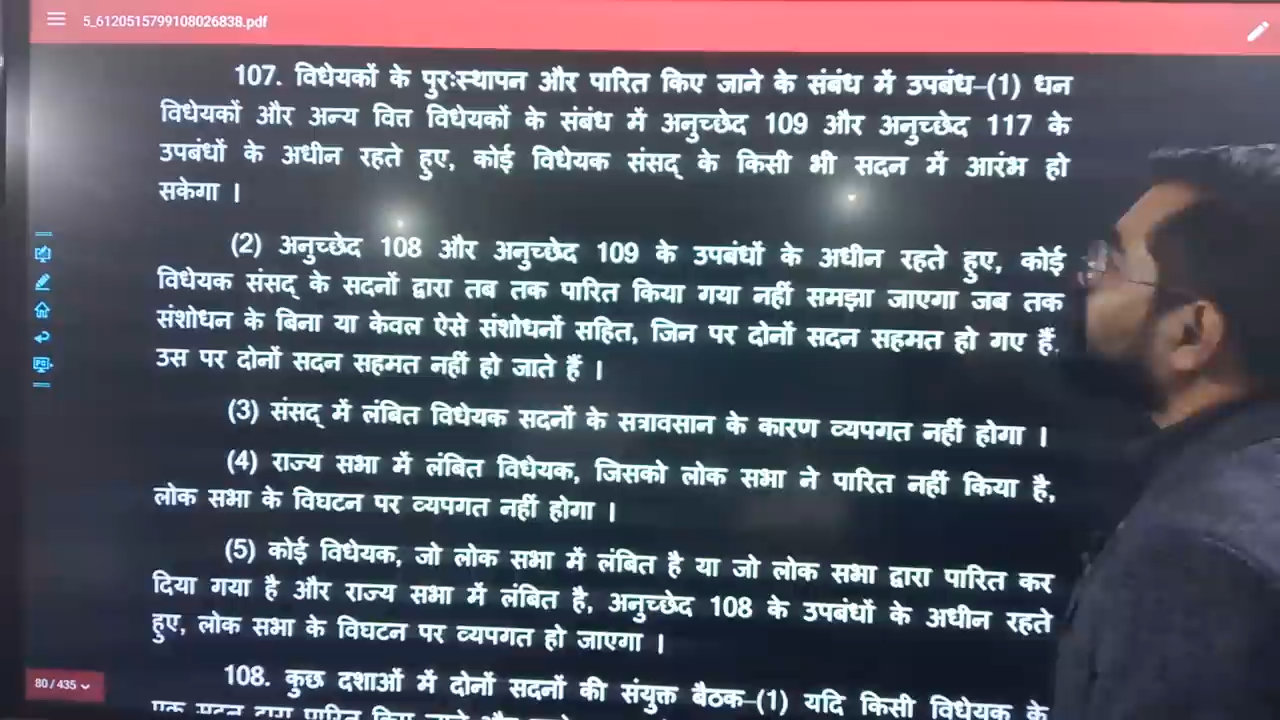 5_6120515799108026838.pdf
107. विधेयकों के पुरःस्थापन और पारित किए जाने के संबंध में उपबंध–(1) धन
विधेयकों और अन्य वित्त विधेयकों के संबंध में अनुच्छेद 109 और अनुच्छेद 117 के
उपबंधों के अधीन रहते हुए, कोई विधेयक संसद् के किसी भी सदन में आरंभ हो
सकेगा ।
(2) अनुच्छेद 108 और अनुच्छेद 109 के उपबंधों के अधीन रहते हुए, कोई
विधेयक संसद् के सदनों द्वारा तब तक पारित किया गया नहीं समझा जाएगा जब तक
संशोधन के बिना या केवल ऐसे संशोधनों सहित, जिन पर दोनों सदन सहमत हो गए हैं,
उस पर दोनों सदन सहमत नहीं हो जाते हैं ।
(3) संसद् में लंबित विधेयक सदनों के सत्रावसान के कारण व्यपगत नहीं होगा ।
(4) राज्य सभा में लंबित विधेयक, जिसको लोक सभा ने पारित नहीं किया है,
लोक सभा के विघटन पर व्यपगत नहीं होगा ।
(5) कोई विधेयक, जो लोक सभा में लंबित है या जो लोक सभा द्वारा पारित कर
दिया गया है और राज्य सभा में लंबित है, अनुच्छेद 108 के उपबंधों के अधीन रहते
हुए, लोक सभा के विघटन पर व्यपगत हो जाएगा ।
108. कुछ दशाओं में दोनों सदनों की संयुक्त बैठक–(1) यदि किसी विधेयक के
80 / 435